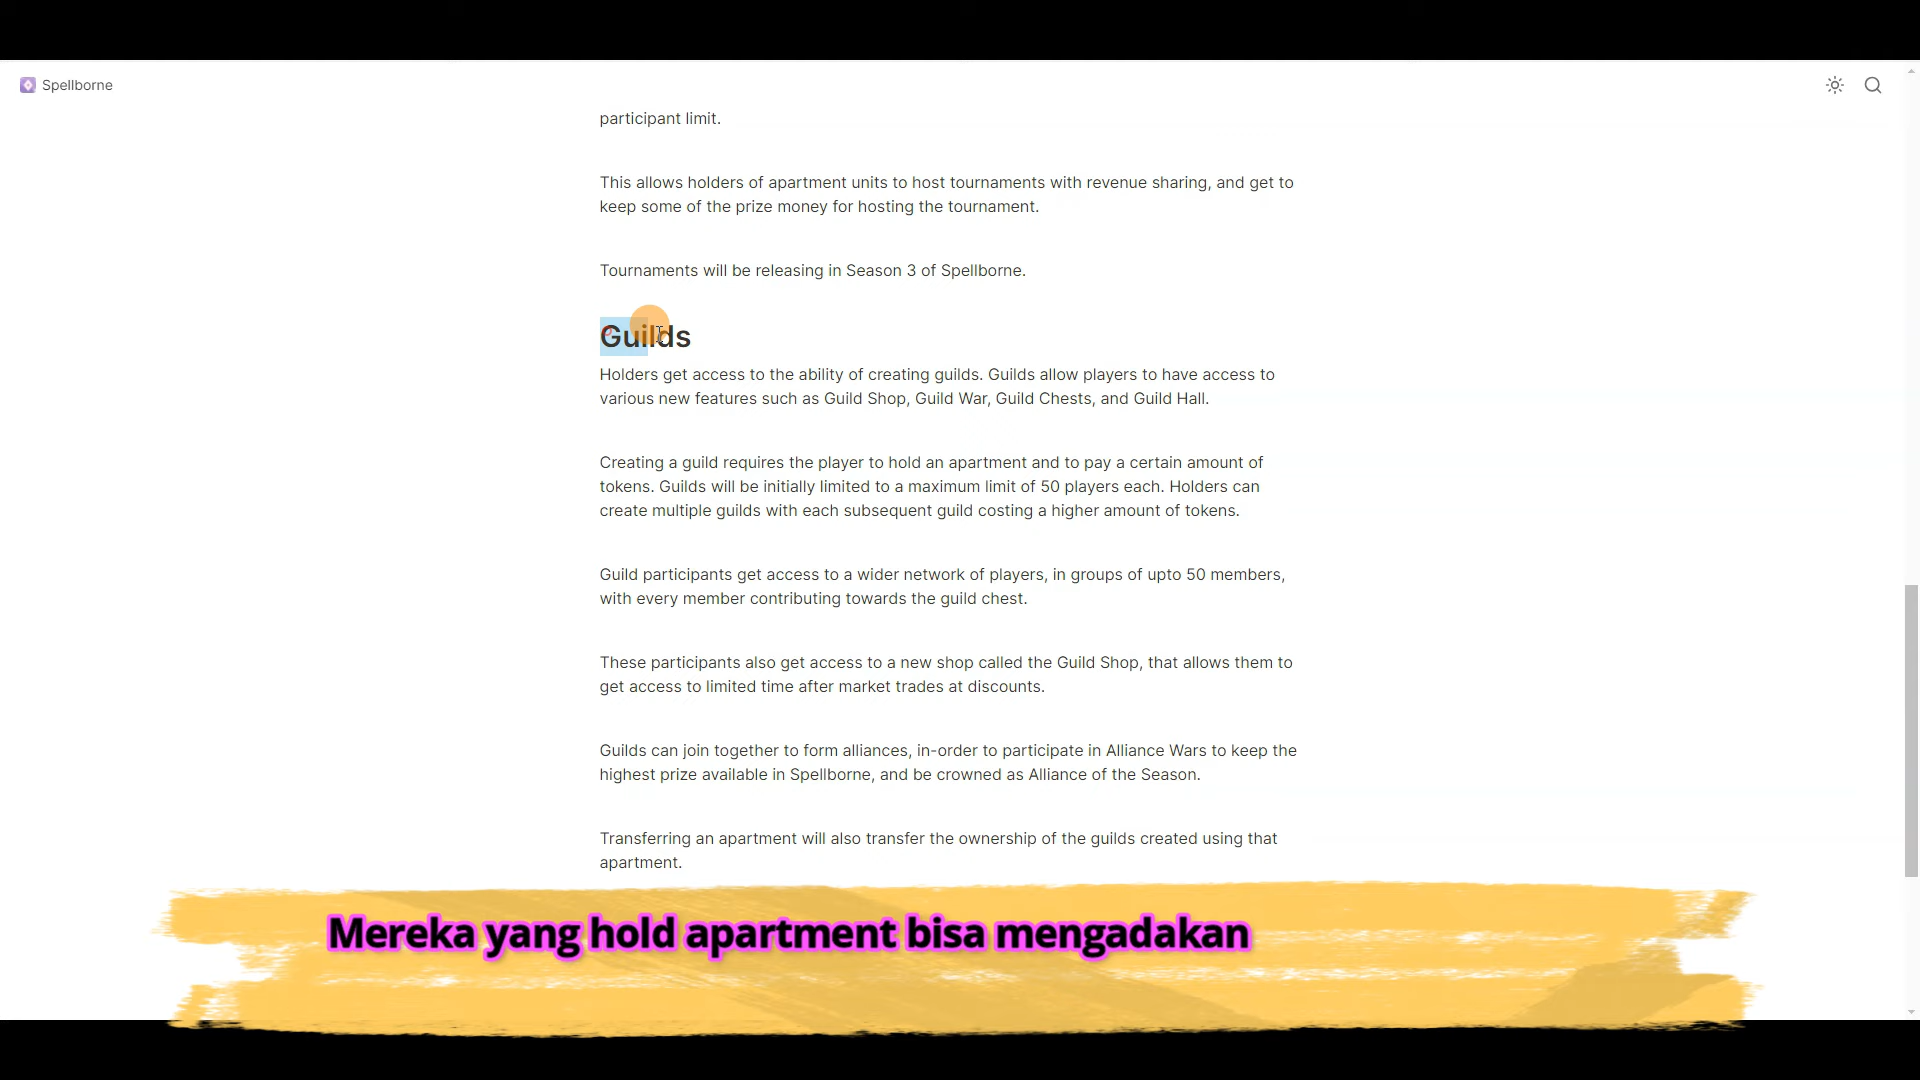 Spellborne
participant limit.
This allows holders of apartment units to host tournaments with revenue sharing, and get to
keep some of the prize money for hosting the tournament.
Tournaments will be releasing in Season 3 of Spellborne.
Guilds
Holders get access to the ability of creating guilds. Guilds allow players to have access to
various new features such as Guild Shop, Guild War, Guild Chests, and Guild Hall.
Creating a guild requires the player to hold an apartment and to pay a certain amount of
tokens. Guilds will be initially limited to a maximum limit of 50 players each. Holders can
create multiple guilds with each subsequent guild costing a higher amount of tokens.
Guild participants get access to a wider network of players, in groups of upto 50 members,
with every member contributing towards the guild chest.
These participants also get access to a new shop called the Guild Shop, that allows them to
get access to limited time after market trades at discounts.
Guilds can join together to form alliances, in-order to participate in Alliance Wars to keep the
highest prize available in Spellborne, and be crowned as Alliance of the Season.
Transferring an apartment will also transfer the ownership of the guilds created using that
apartment.
Mereka yang hold apartment bisa mengadakan